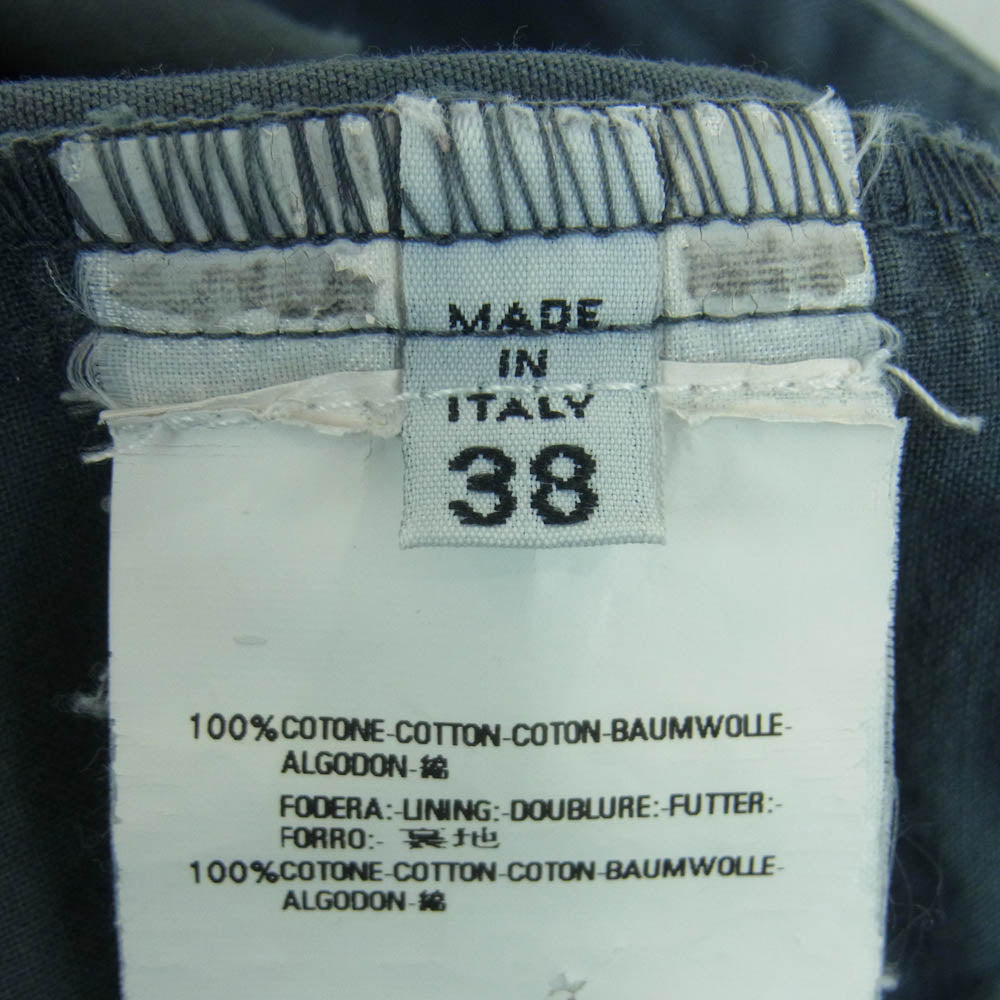 MADE
IN
ITALY
38
100% COTONE-COTTON-COTON-BAUMWOLLE-
ALGODON-綿
FODERA:-LINING:-DOUBLURE:-FUTTER:-
FORRO:- 裏地
100% COTONE-COTTON-COTON-BAUMWOLLE-
ALGODON-綿